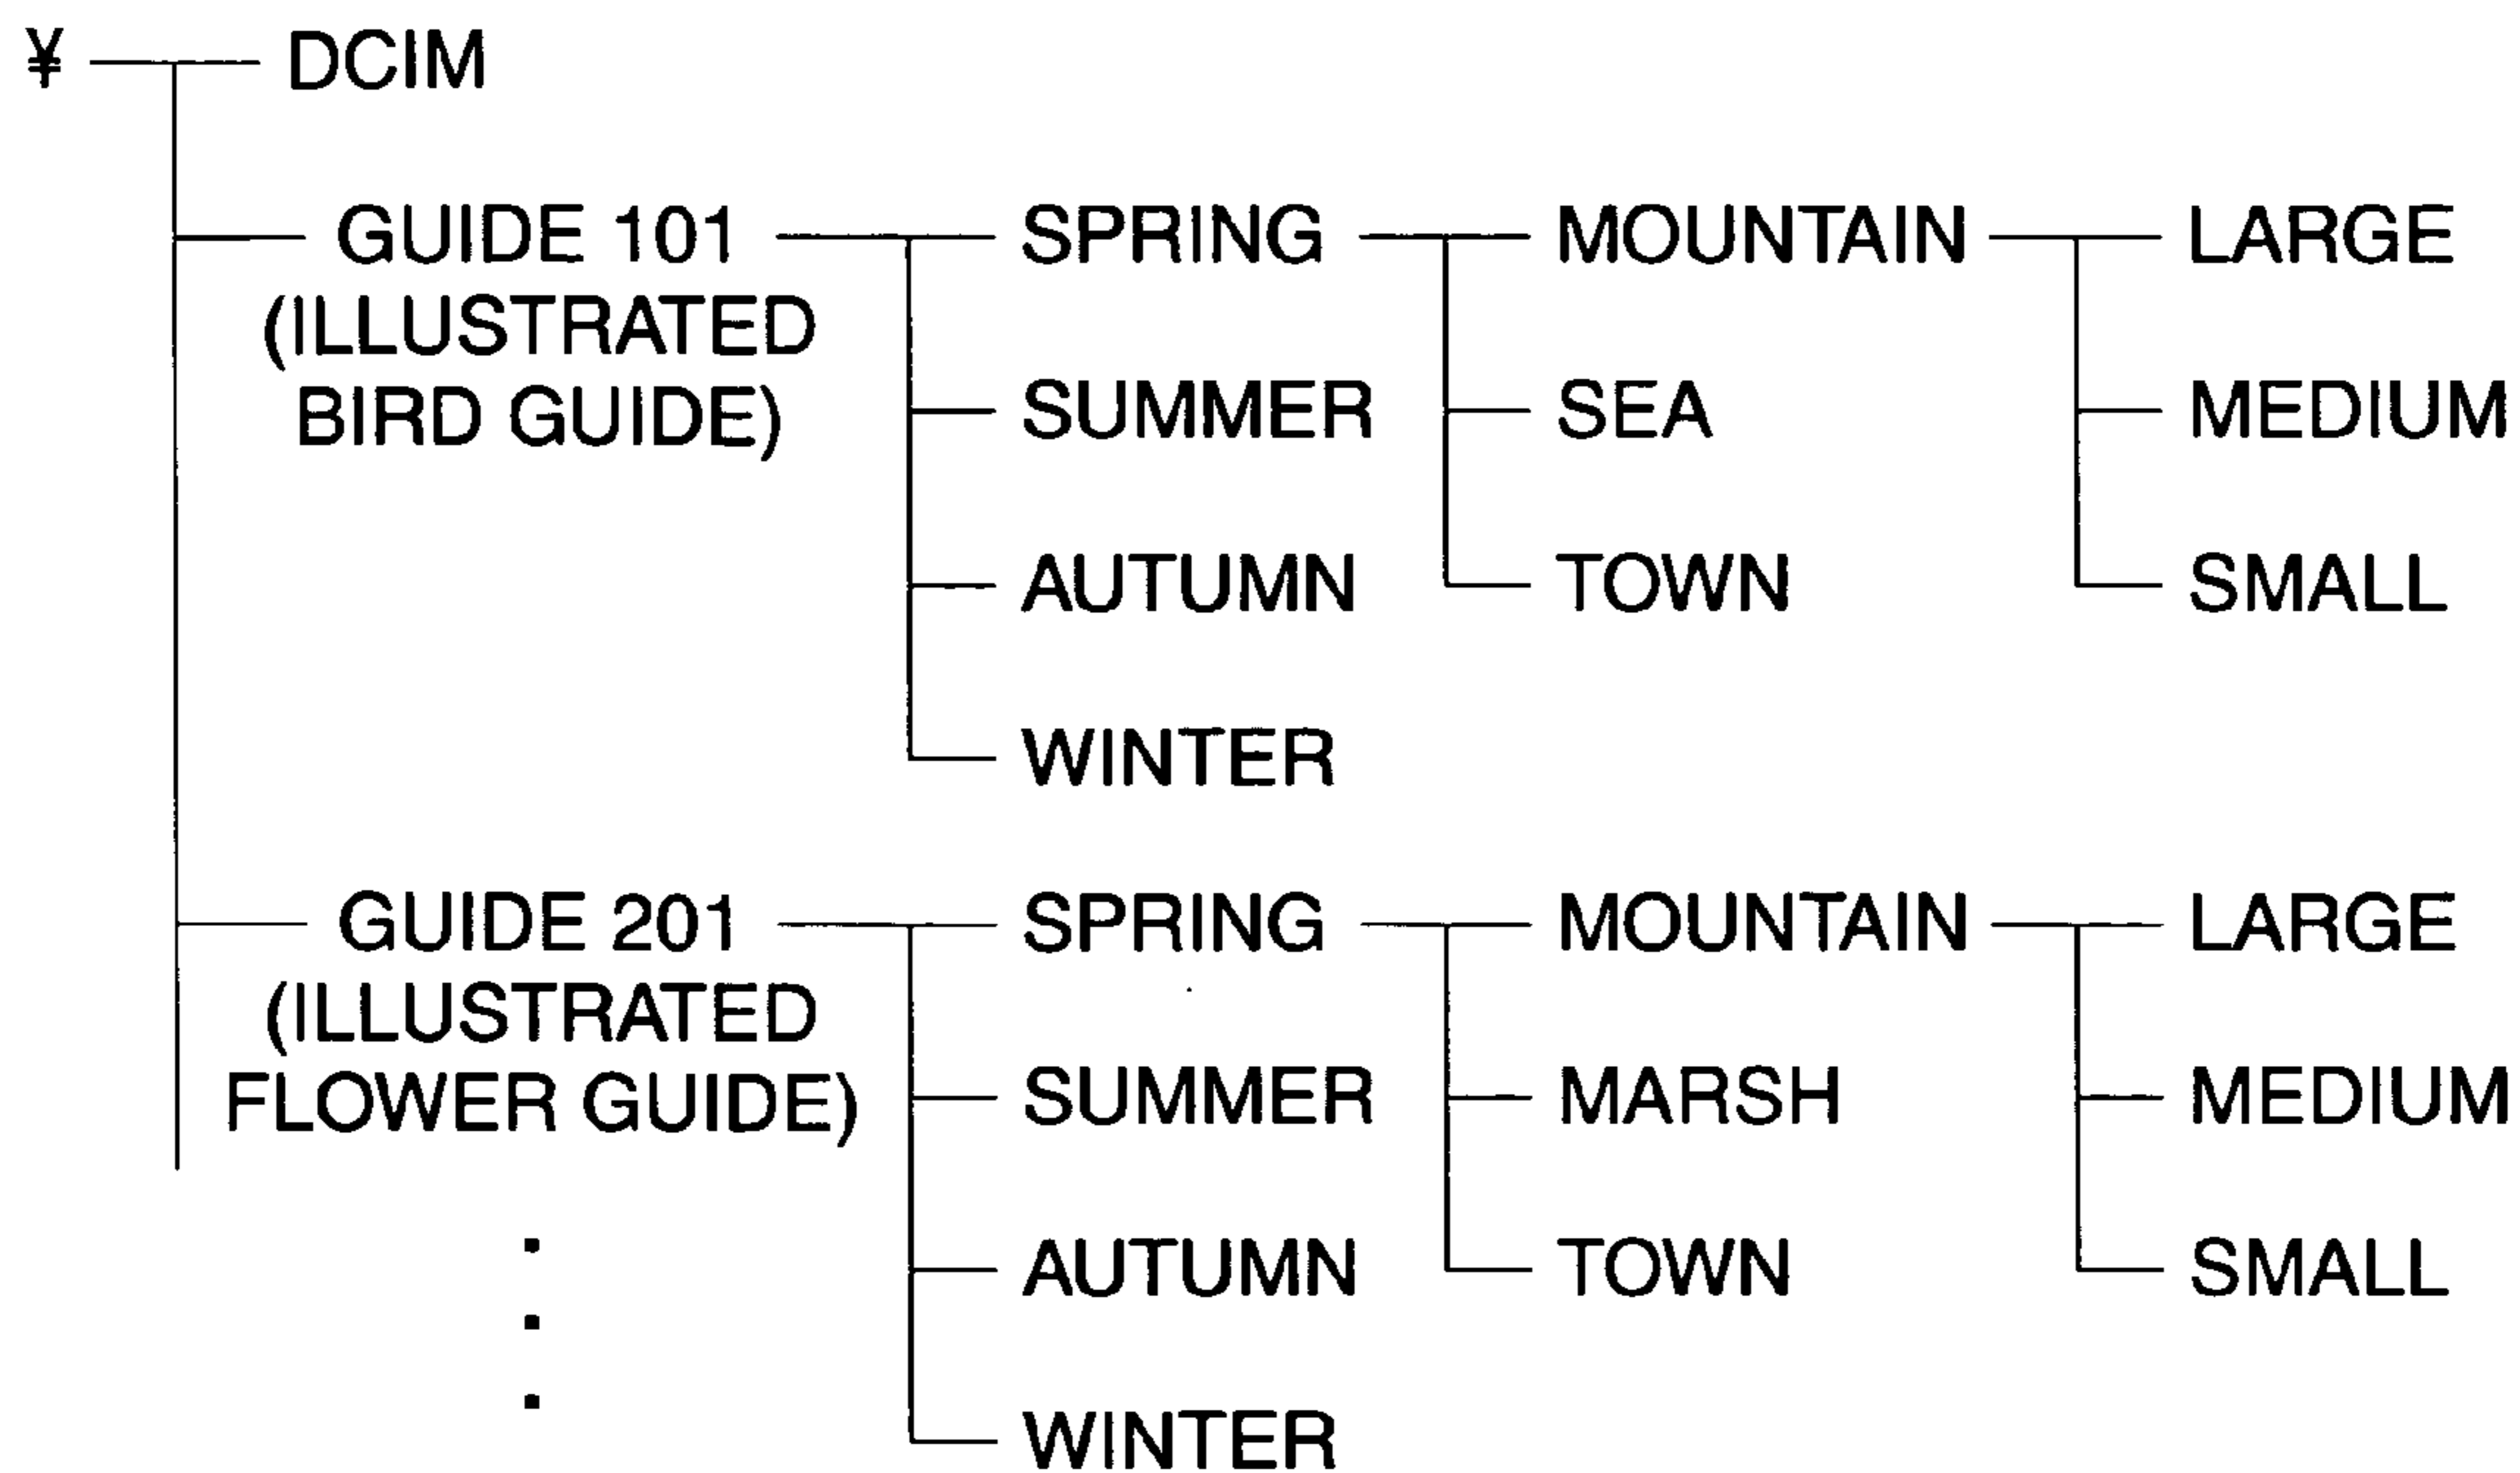 ¥ DCIM
GUIDE 101 SPRING MOUNTAIN LARGE
(ILLUSTRATED
BIRD GUIDE) SUMMER SEA MEDIUM
AUTUMN TOWN SMALL
WINTER
GUIDE 201 SPRING MOUNTAIN LARGE
(ILLUSTRATED
FLOWER GUIDE) SUMMER MARSH MEDIUM
AUTUMN TOWN SMALL
WINTER